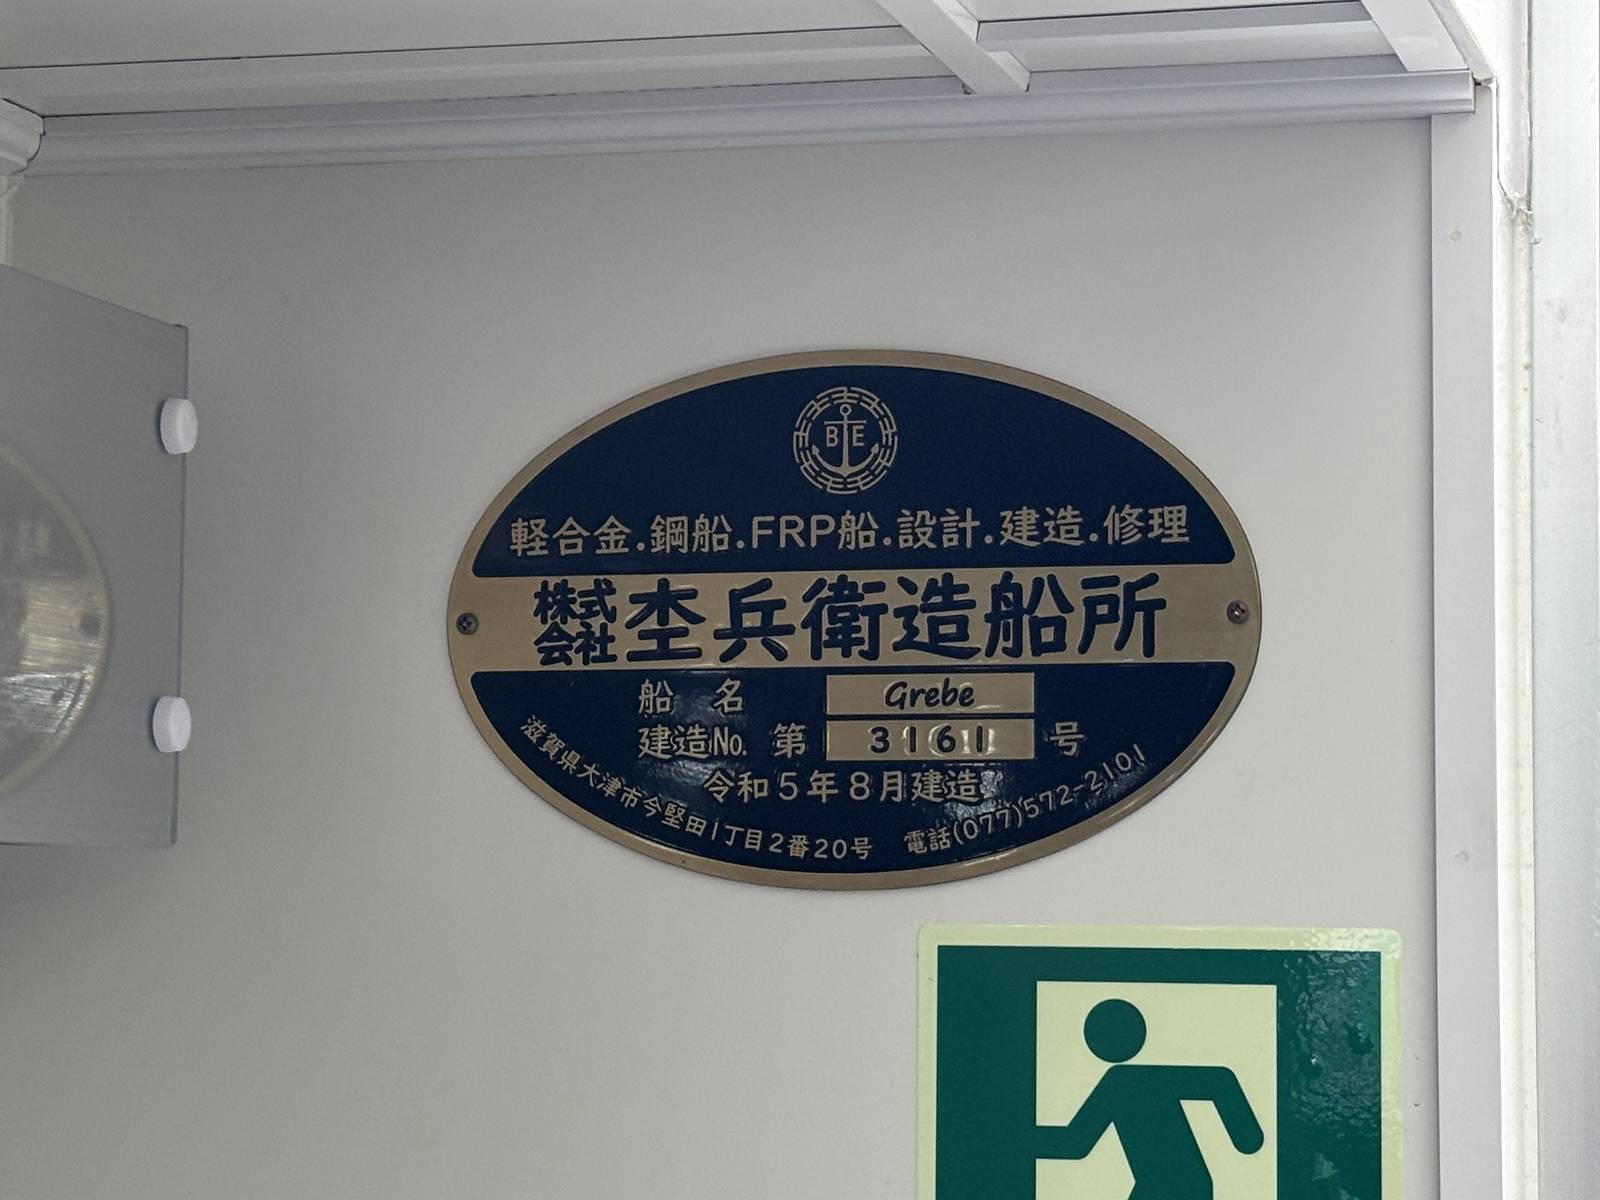 B E
軽合金.鋼船.FRP船.設計.建造.修理
株式会社 杢兵衛造船所
船 名 Grebe
建造No. 第 3161 号
令和5年8月建造
滋賀県大津市今堅田1丁目2番20号 電話(077)572-2101